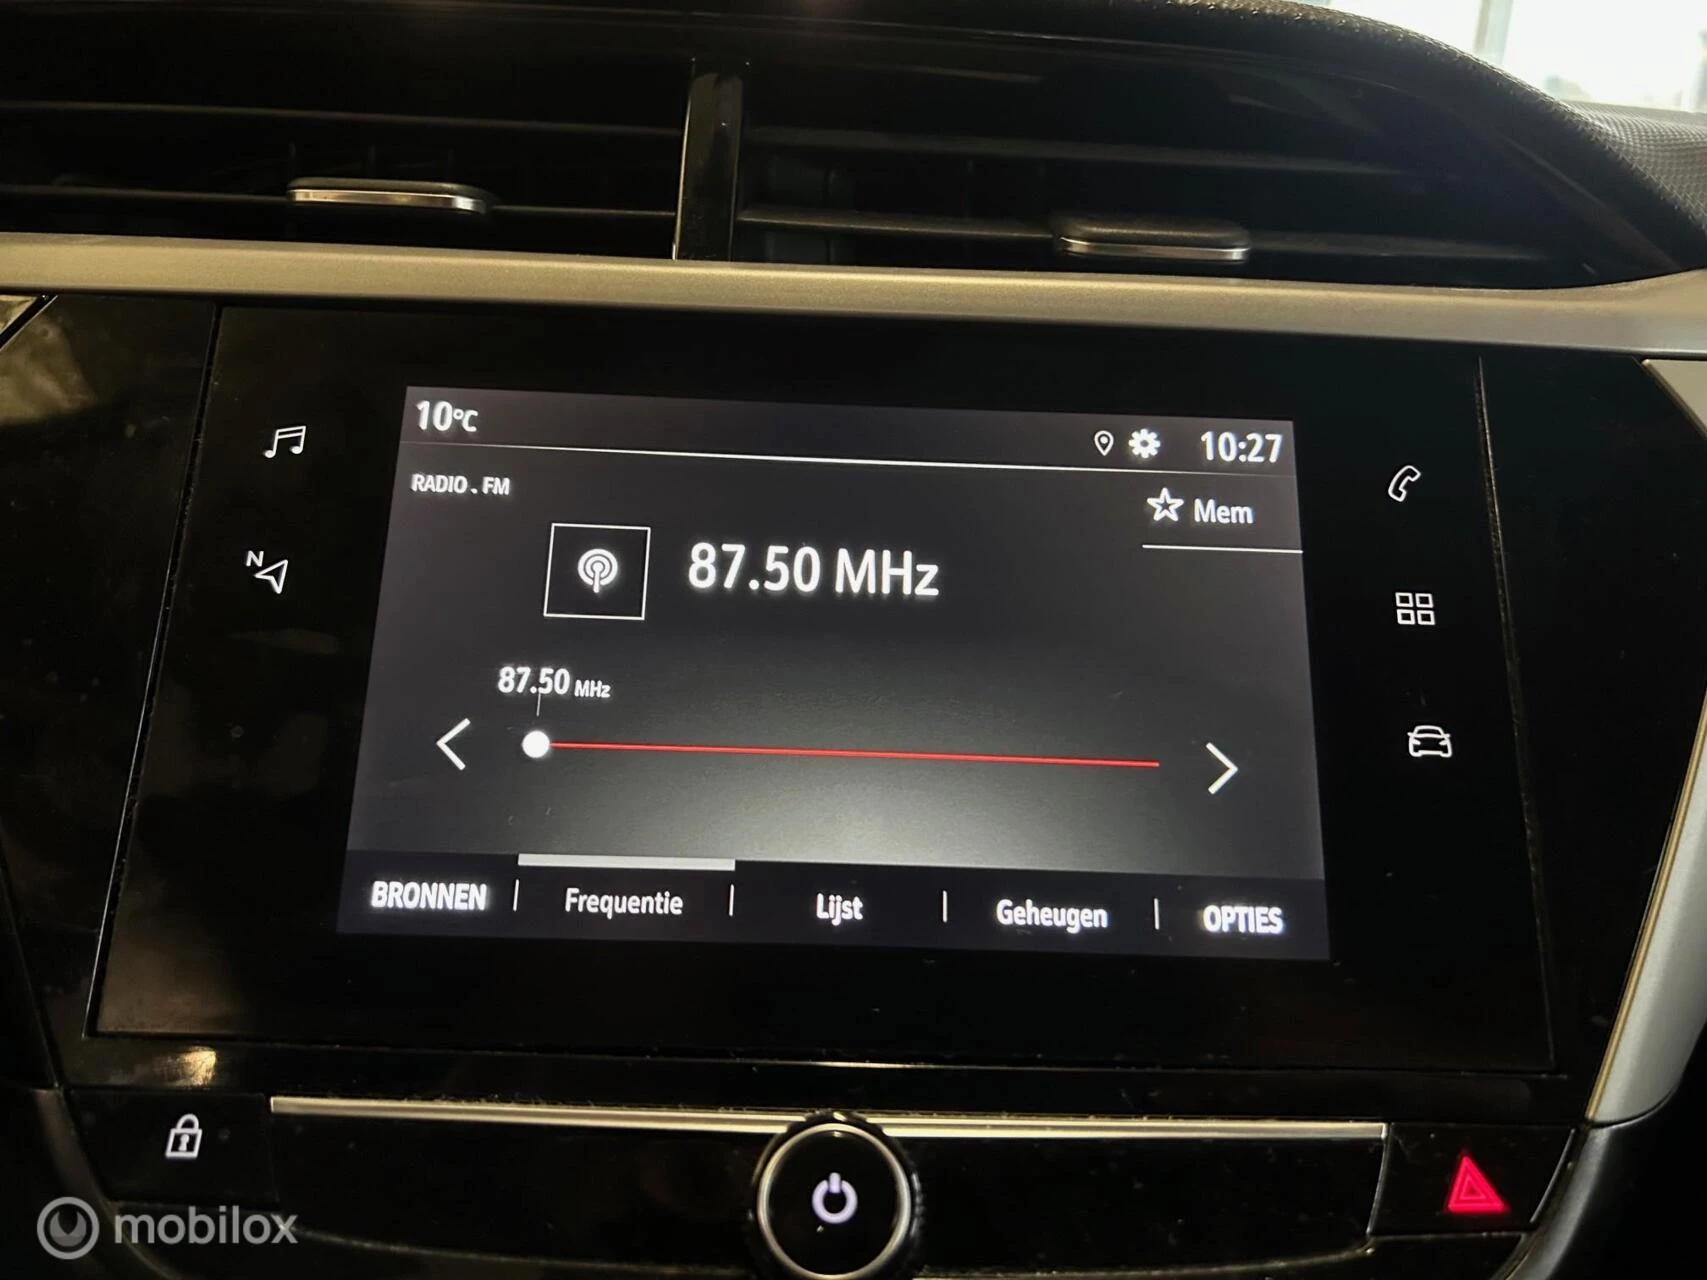 10°C
10:27
RADIO . FM
Mem
87.50 MHz
N
87.50 MHz
BRONNEN
Frequentie
Lijst
Geheugen
OPTIES
mobilox